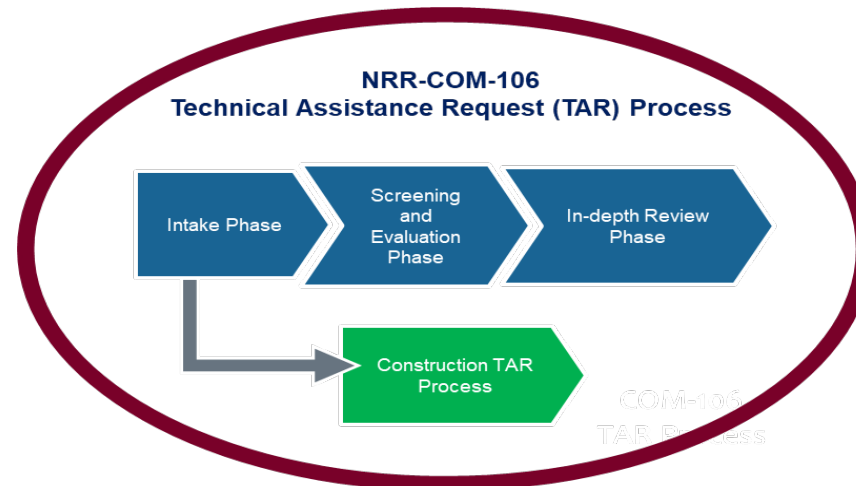 NRR-COM-106
Technical Assistance Request (TAR) Process
Intake Phase
Screening
and
Evaluation
Phase
In-depth Review
Phase
Construction TAR
Process
COM-106
TAR Process